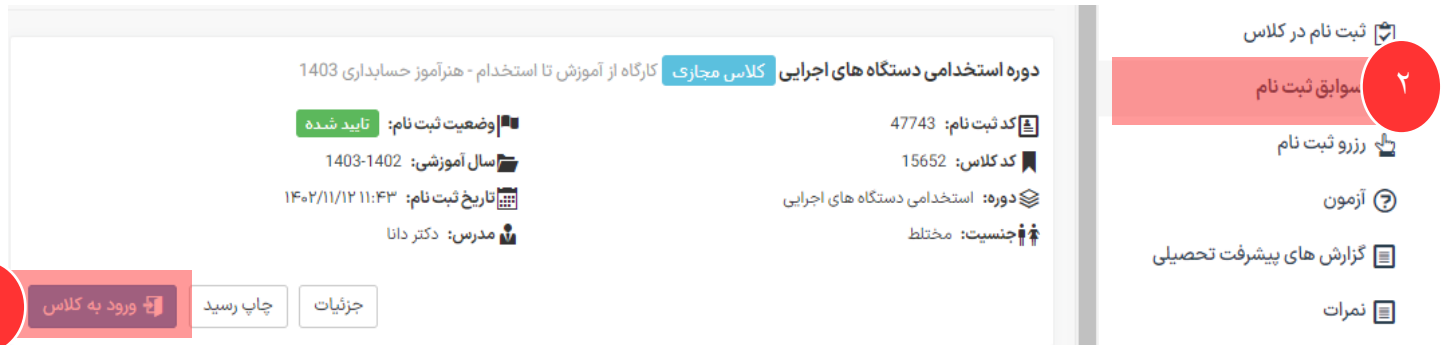 ثبت نام در کلاس
سوابق ثبت نام
۲
رزرو ثبت نام
آزمون
گزارش های پیشرفت تحصیلی
نمرات
دوره استخدامی دستگاه های اجرایی کلاس مجازی کارگاه از آموزش تا استخدام - هنرآموز حسابداری 1403
کد ثبت نام: 47743
وضعیت ثبت نام: تایید شده
کد کلاس: 15652
سال آموزشی: 1402-1403
دوره: استخدامی دستگاه های اجرایی
تاریخ ثبت نام: ۱۴۰۲/۱۱/۱۲ ۱۱:۴۳
جنسیت: مختلط
مدرس: دکتر دانا
جزئیات
چاپ رسید
ورود به کلاس